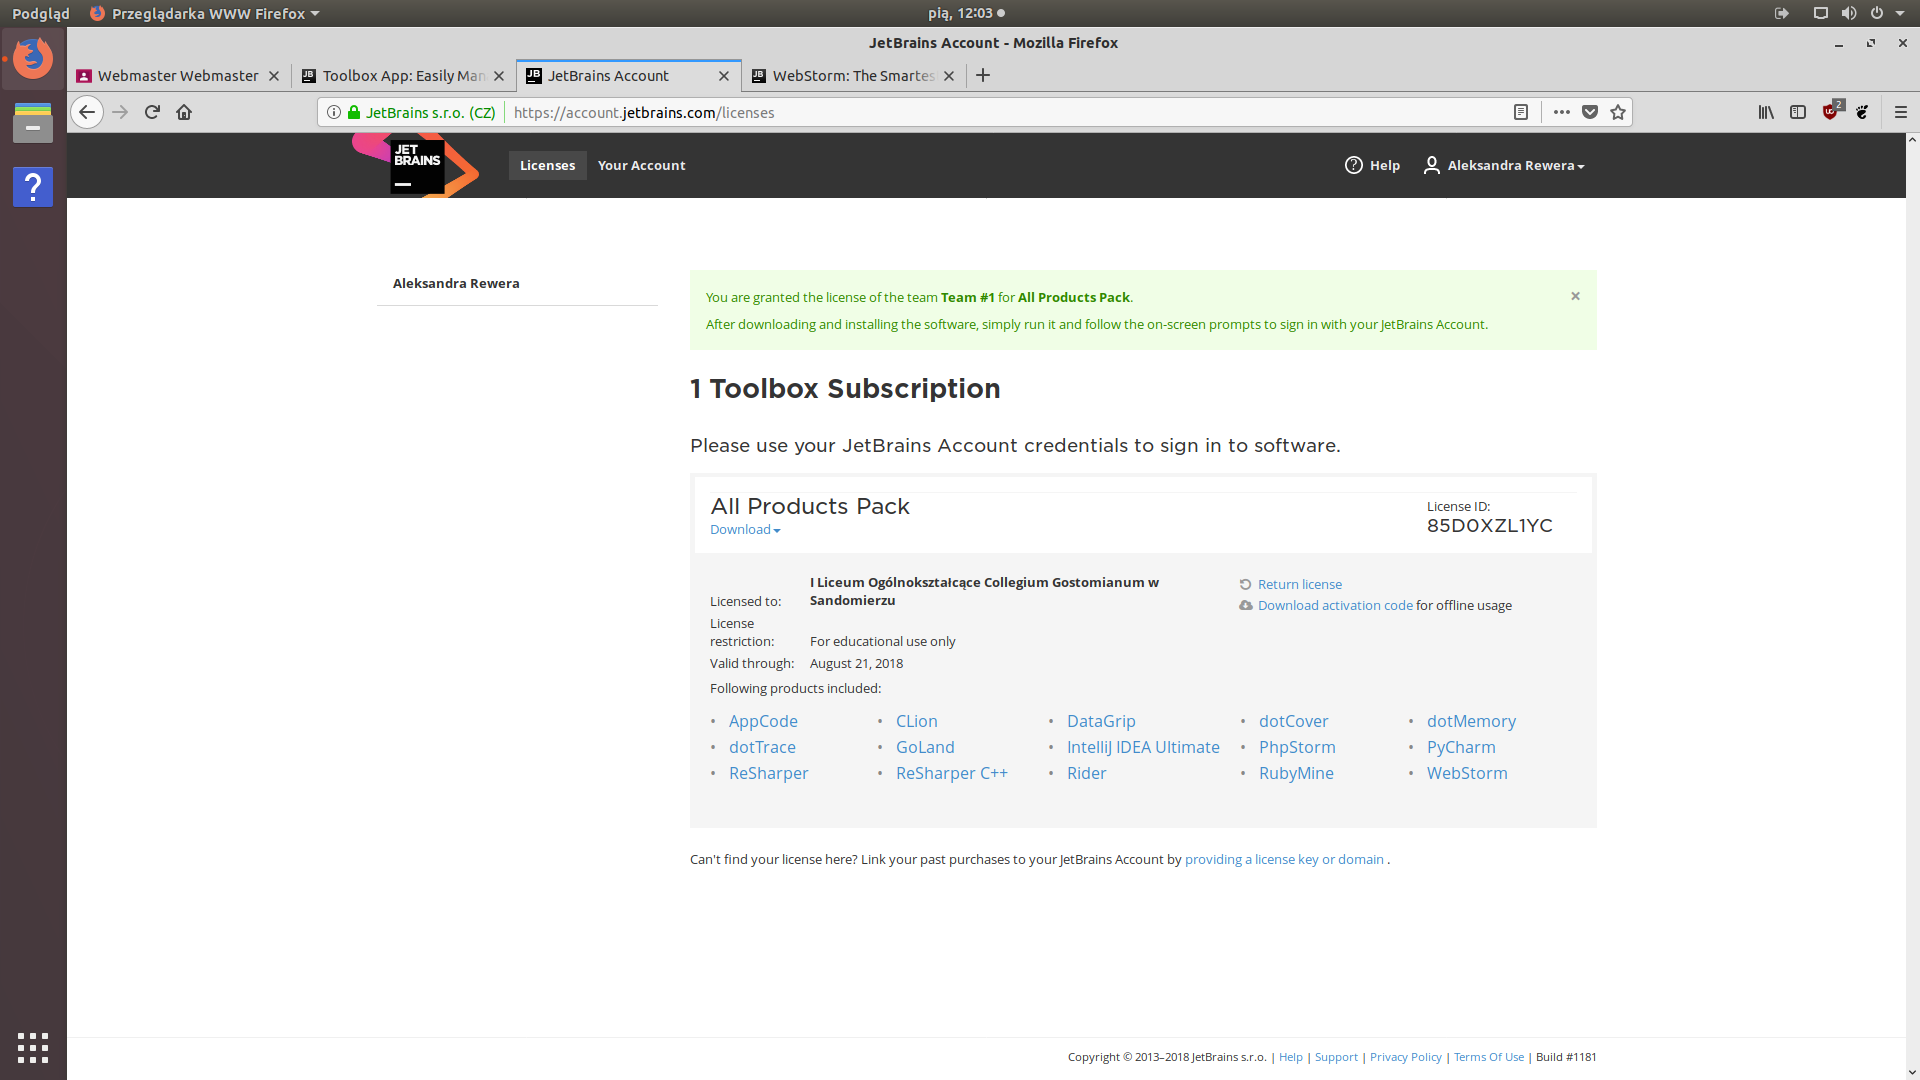 Podgląd Przeglądarka WWW Firefox pią, 12:03
JetBrains Account - Mozilla Firefox
Webmaster Webmaster Toolbox App: Easily Man JetBrains Account WebStorm: The Smartes
JetBrains s.r.o. (CZ) https://account.jetbrains.com/licenses 2
JET
BRAINS
Licenses Your Account Help Aleksandra Rewera
Aleksandra Rewera
You are granted the license of the team Team #1 for All Products Pack.
After downloading and installing the software, simply run it and follow the on-screen prompts to sign in with your JetBrains Account.
1 Toolbox Subscription
Please use your JetBrains Account credentials to sign in to software.
All Products Pack
Download
License ID:
85D0XZL1YC
Licensed to: I Liceum Ogólnokształcące Collegium Gostomianum w
Sandomierzu
License
restriction: For educational use only
Valid through: August 21, 2018
Return license
Download activation code for offline usage
Following products included:
• AppCode • CLion • DataGrip • dotCover • dotMemory
• dotTrace • GoLand • IntelliJ IDEA Ultimate • PhpStorm • PyCharm
• ReSharper • ReSharper C++ • Rider • RubyMine • WebStorm
Can't find your license here? Link your past purchases to your JetBrains Account by providing a license key or domain .
Copyright © 2013–2018 JetBrains s.r.o. | Help | Support | Privacy Policy | Terms Of Use | Build #1181